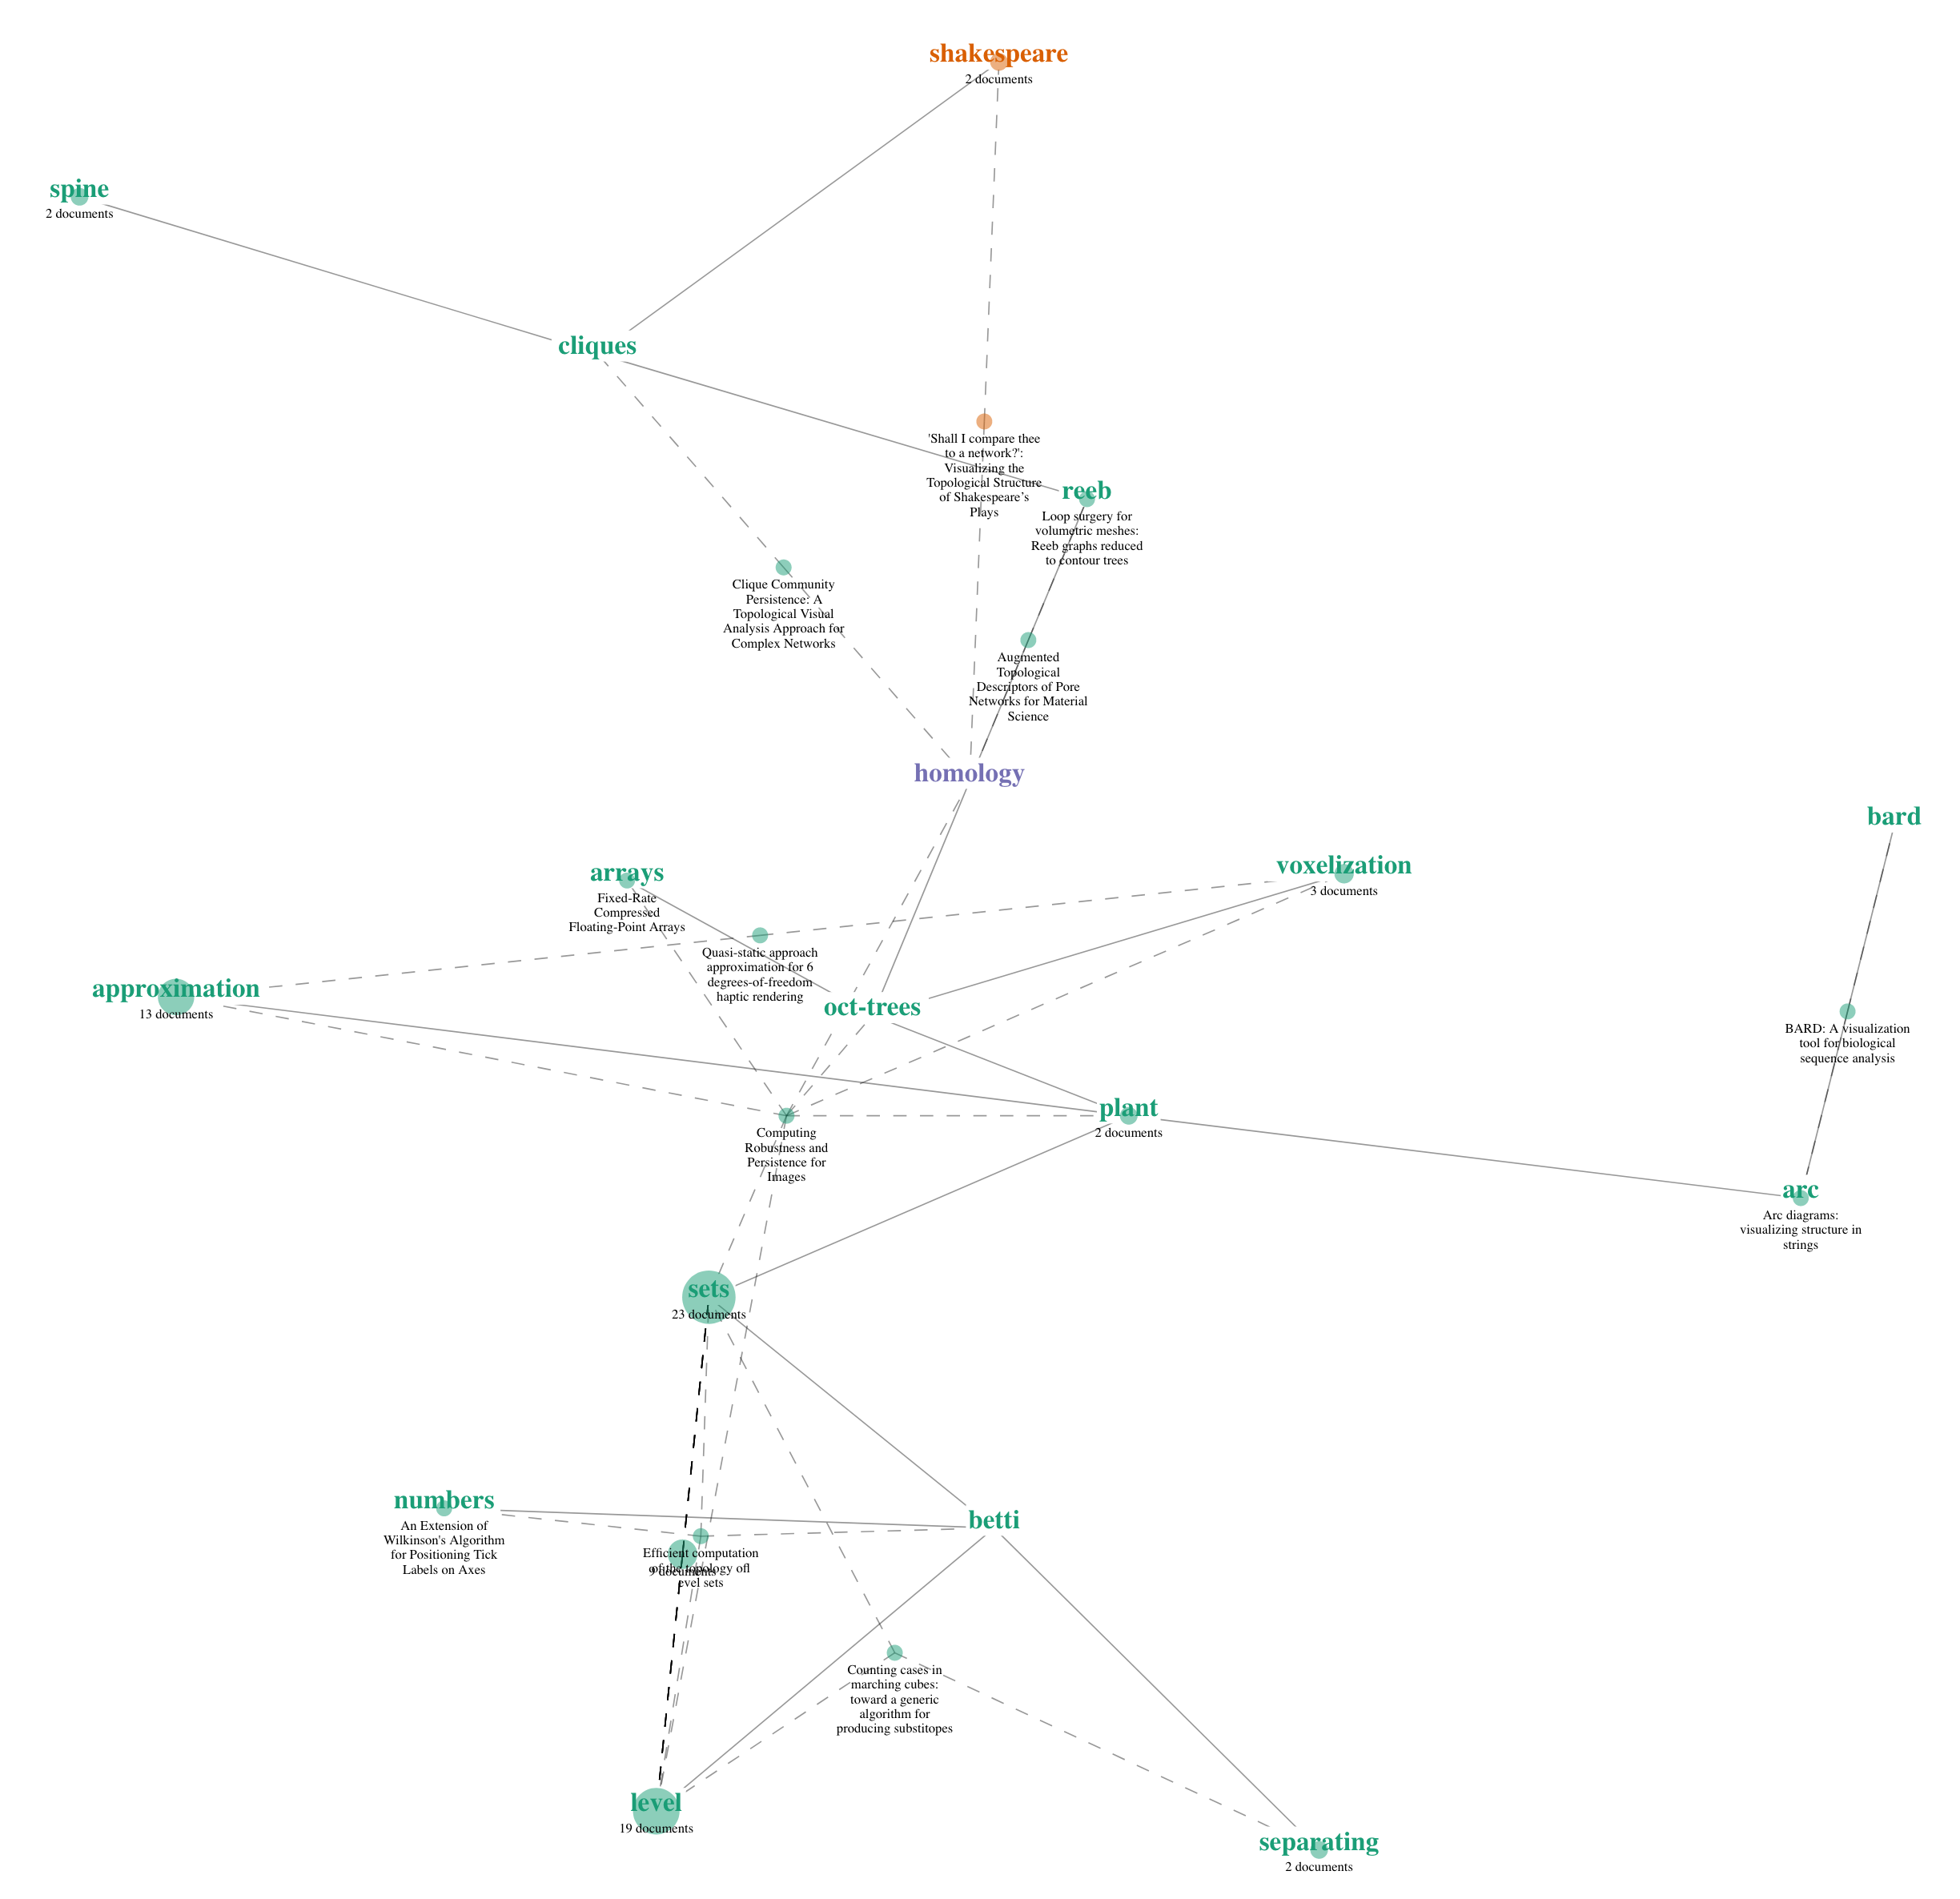 shakespeare
2 documents
spine
2 documents
cliques
'Shall I compare thee
to a network?':
Visualizing the
Topological Structure
of Shakespeare's
Plays
reeb
Loop surgery for
volumetric meshes:
Reeb graphs reduced
to contour trees
Clique Community
Persistence: A
Topological Visual
Analysis Approach for
Complex Networks
Augmented
Topological
Descriptors of Pore
Networks for Material
Science
homology
bard
arrays
Fixed-Rate
Compressed
Floating-Point Arrays
voxelization
3 documents
Quasi-static approach
approximation for 6
degrees-of-freedom
haptic rendering
approximation
13 documents
oct-trees
BARD: A visualization
tool for biological
sequence analysis
Computing
Robustness and
Persistence for
Images
plant
2 documents
arc
Arc diagrams:
visualizing structure in
strings
sets
23 documents
numbers
An Extension of
Wilkinson's Algorithm
for Positioning Tick
Labels on Axes
betti
Efficient computation
of the topology ofl
evel sets
9 documents
Counting cases in
marching cubes:
toward a generic
algorithm for
producing substitopes
level
19 documents
separating
2 documents